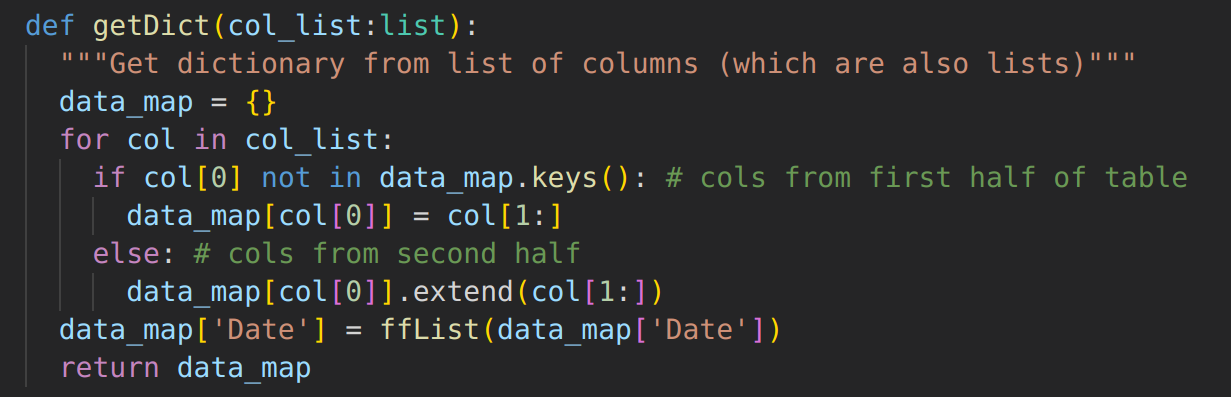 def getDict(col_list:list):
  """Get dictionary from list of columns (which are also lists)"""
  data_map = {}
  for col in col_list:
    if col[0] not in data_map.keys(): # cols from first half of table
      data_map[col[0]] = col[1:]
    else: # cols from second half
      data_map[col[0]].extend(col[1:])
  data_map['Date'] = ffList(data_map['Date'])
  return data_map